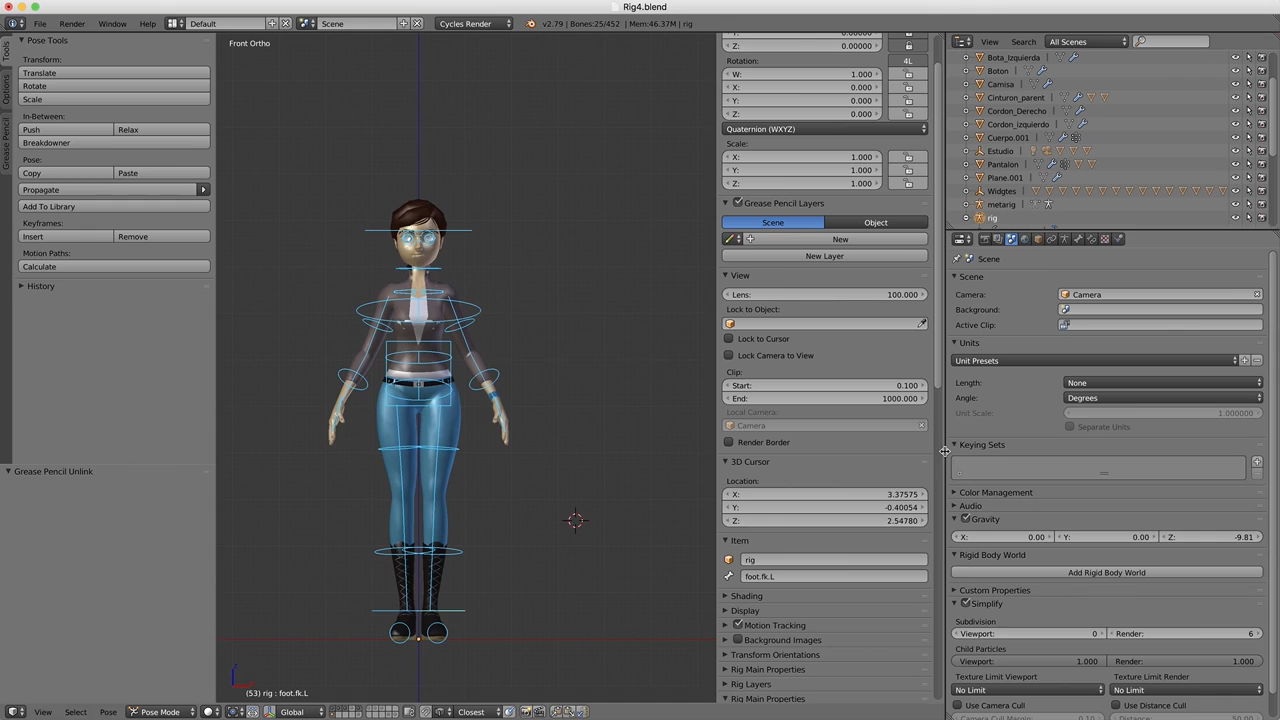 Rig4.blend
File Render Window Help Default Scene Cycles Render v2.79 | Bones:25/452 | Mem:46.37M | rig
Tools
Options
Grease Pencil
Pose Tools
Transform:
Translate
Rotate
Scale
In-Between:
Push Relax
Breakdowner
Pose:
Copy Paste
Propagate
Add To Library
Keyframes:
Insert Remove
Motion Paths:
Calculate
History
Grease Pencil Unlink
Front Ortho
(53) rig : foot.fk.L
View Select Pose Pose Mode Global Closest
Y: 0.00000
Z: 0.00000
Rotation: 4L
W: 1.000
X: 0.000
Y: 0.000
Z: 0.000
Quaternion (WXYZ)
Scale:
X: 1.000
Y: 1.000
Z: 1.000
Grease Pencil Layers
Scene Object
New
New Layer
View
Lens: 100.000
Lock to Object:
Lock to Cursor
Lock Camera to View
Clip:
Start: 0.100
End: 1000.000
Local Camera:
Camera
Render Border
3D Cursor
Location:
X: 3.37575
Y: -0.40054
Z: 2.54780
Item
rig
foot.fk.L
Shading
Display
Motion Tracking
Background Images
Transform Orientations
Rig Main Properties
Rig Layers
Rig Main Properties
View Search All Scenes
Bota_Izquierda
Boton
Camisa
Cinturon_parent
Cordon_Derecho
Cordon_izquierdo
Cuerpo.001
Estudio
Pantalon
Plane.001
Widgtes
metarig
rig
Scene
Scene
Camera: Camera
Background:
Active Clip:
Units
Unit Presets
Length: None
Angle: Degrees
Unit Scale: 1.000000
Separate Units
Keying Sets
Color Management
Audio
Gravity
X: 0.00 Y: 0.00 Z: -9.81
Rigid Body World
Add Rigid Body World
Custom Properties
Simplify
Subdivision
Viewport: 0 Render: 6
Child Particles
Viewport: 1.000 Render: 1.000
Texture Limit Viewport Texture Limit Render
No Limit No Limit
Use Camera Cull Use Distance Cull